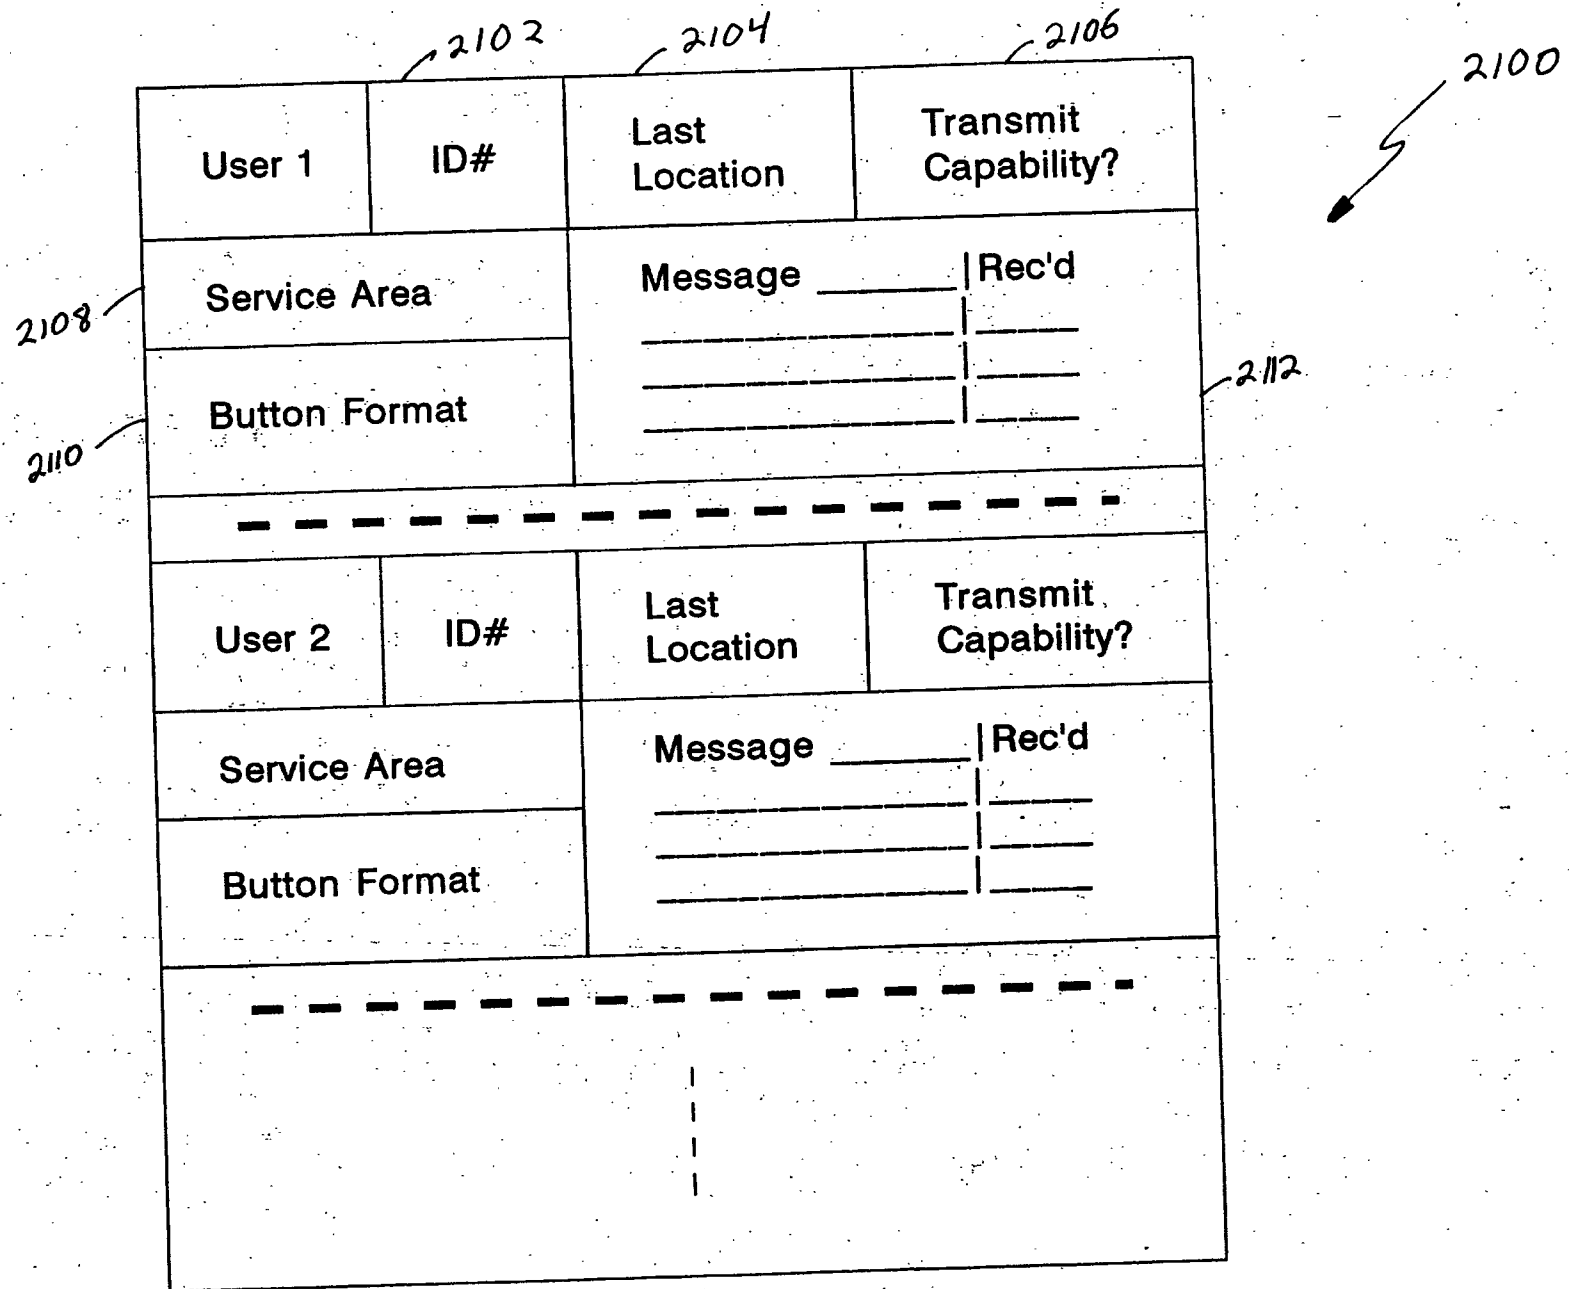 2102 2104 2106
2100
User 1 ID# Last Location Transmit Capability?
2108 Service Area Message Rec'd
2110 Button Format 2112
User 2 ID# Last Location Transmit Capability?
Service Area Message Rec'd
Button Format